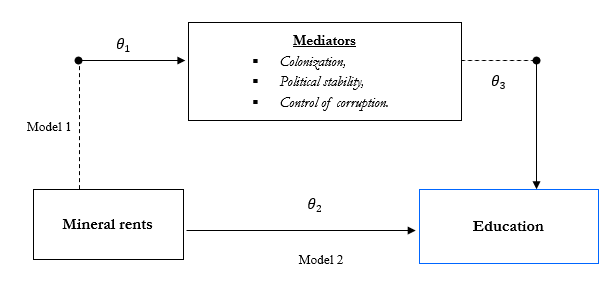 Mediators
θ1
▪ Colonization,
▪ Political stability,
θ3
▪ Control of corruption.
Model 1
θ2
Mineral rents
Education
Model 2